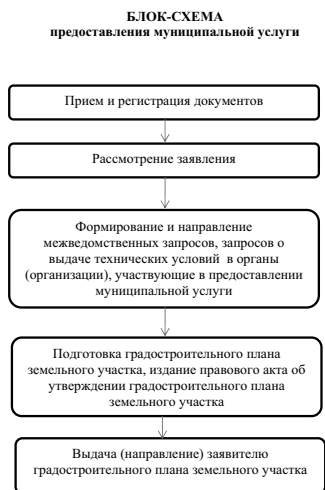 БЛОК-СХЕМА
предоставления муниципальной услуги
Прием и регистрация документов
Рассмотрение заявления
Формирование и направление
межведомственных запросов, запросов о
выдаче технических условий в органы
(организации), участвующие в предоставлении
муниципальной услуги
Подготовка градостроительного плана
земельного участка, издание правового акта об
утверждении градостроительного плана
земельного участка
Выдача (направление) заявителю
градостроительного плана земельного участка